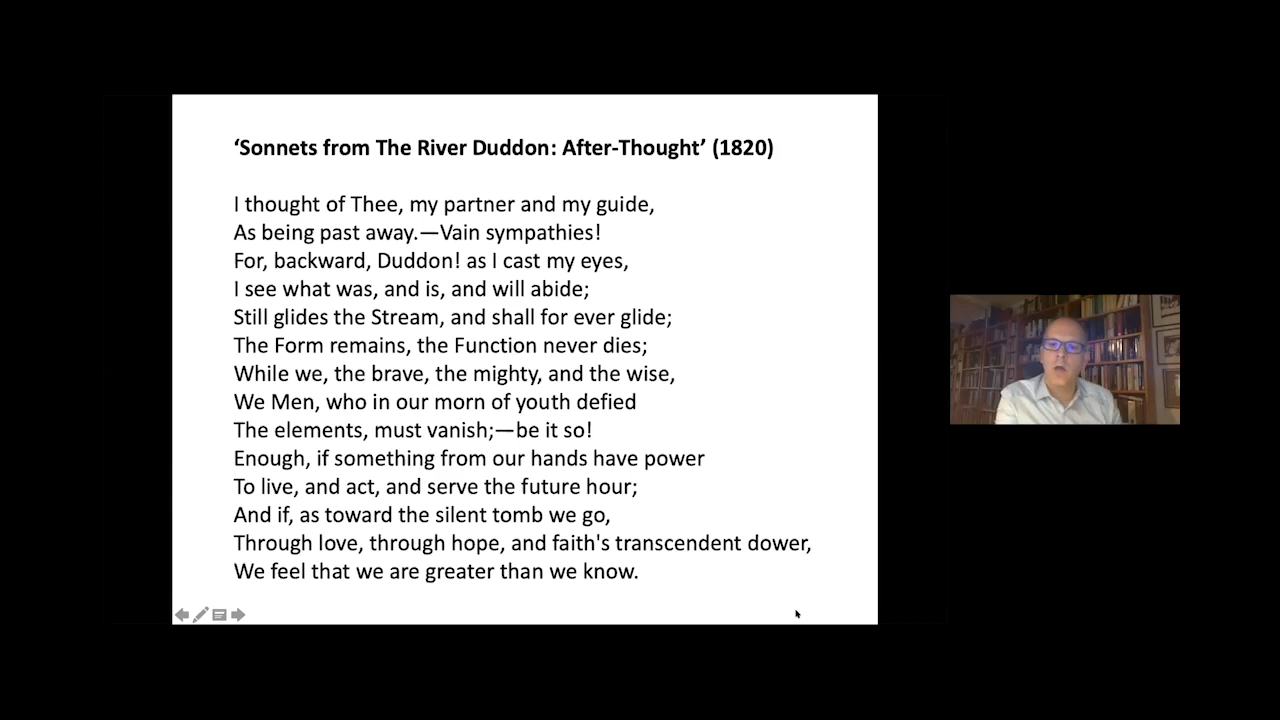 ‘Sonnets from The River Duddon: After-Thought’ (1820)
I thought of Thee, my partner and my guide,
As being past away.—Vain sympathies!
For, backward, Duddon! as I cast my eyes,
I see what was, and is, and will abide;
Still glides the Stream, and shall for ever glide;
The Form remains, the Function never dies;
While we, the brave, the mighty, and the wise,
We Men, who in our morn of youth defied
The elements, must vanish;—be it so!
Enough, if something from our hands have power
To live, and act, and serve the future hour;
And if, as toward the silent tomb we go,
Through love, through hope, and faith's transcendent dower,
We feel that we are greater than we know.